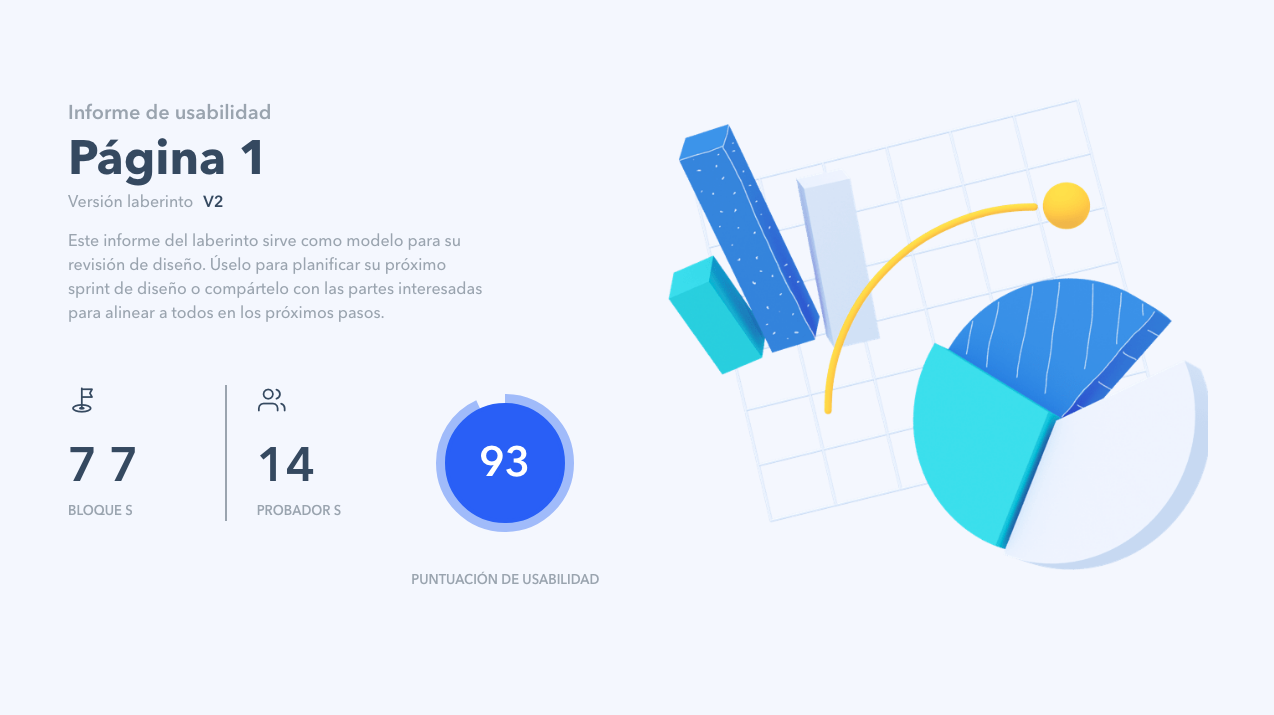 Informe de usabilidad
Página 1
Versión laberinto V2
Este informe del laberinto sirve como modelo para su
revisión de diseño. Úselo para planificar su próximo
sprint de diseño o compártelo con las partes interesadas
para alinear a todos en los próximos pasos.
7 7
BLOQUE S
14
PROBADOR S
93
PUNTUACIÓN DE USABILIDAD